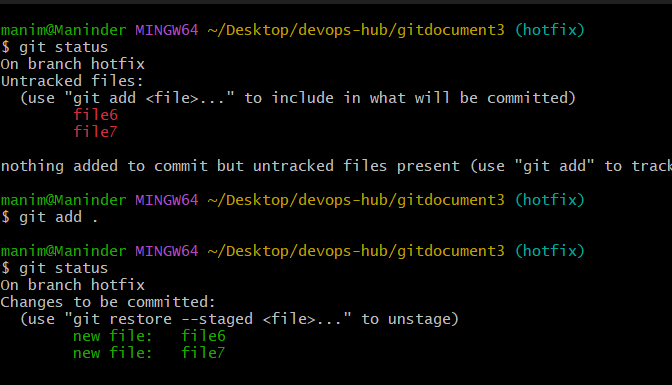 manim@Maninder MINGW64 ~/Desktop/devops-hub/gitdocument3 (hotfix)
$ git status
On branch hotfix
Untracked files:
  (use "git add <file>..." to include in what will be committed)
        file6
        file7

nothing added to commit but untracked files present (use "git add" to track

manim@Maninder MINGW64 ~/Desktop/devops-hub/gitdocument3 (hotfix)
$ git add .

manim@Maninder MINGW64 ~/Desktop/devops-hub/gitdocument3 (hotfix)
$ git status
On branch hotfix
Changes to be committed:
  (use "git restore --staged <file>..." to unstage)
        new file:   file6
        new file:   file7